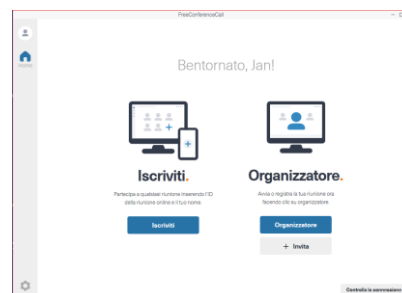 FreeConferenceCall
Home
Bentornato, Jan!
Iscriviti.
Partecipa a qualsiasi riunione inserendo l'ID
della riunione online e il tuo nome.
Iscriviti
Organizzatore.
Avvia o registra la tua riunione ora
facendo clic su organizzatore.
Organizzatore
+ Invita
Controlla la connessione